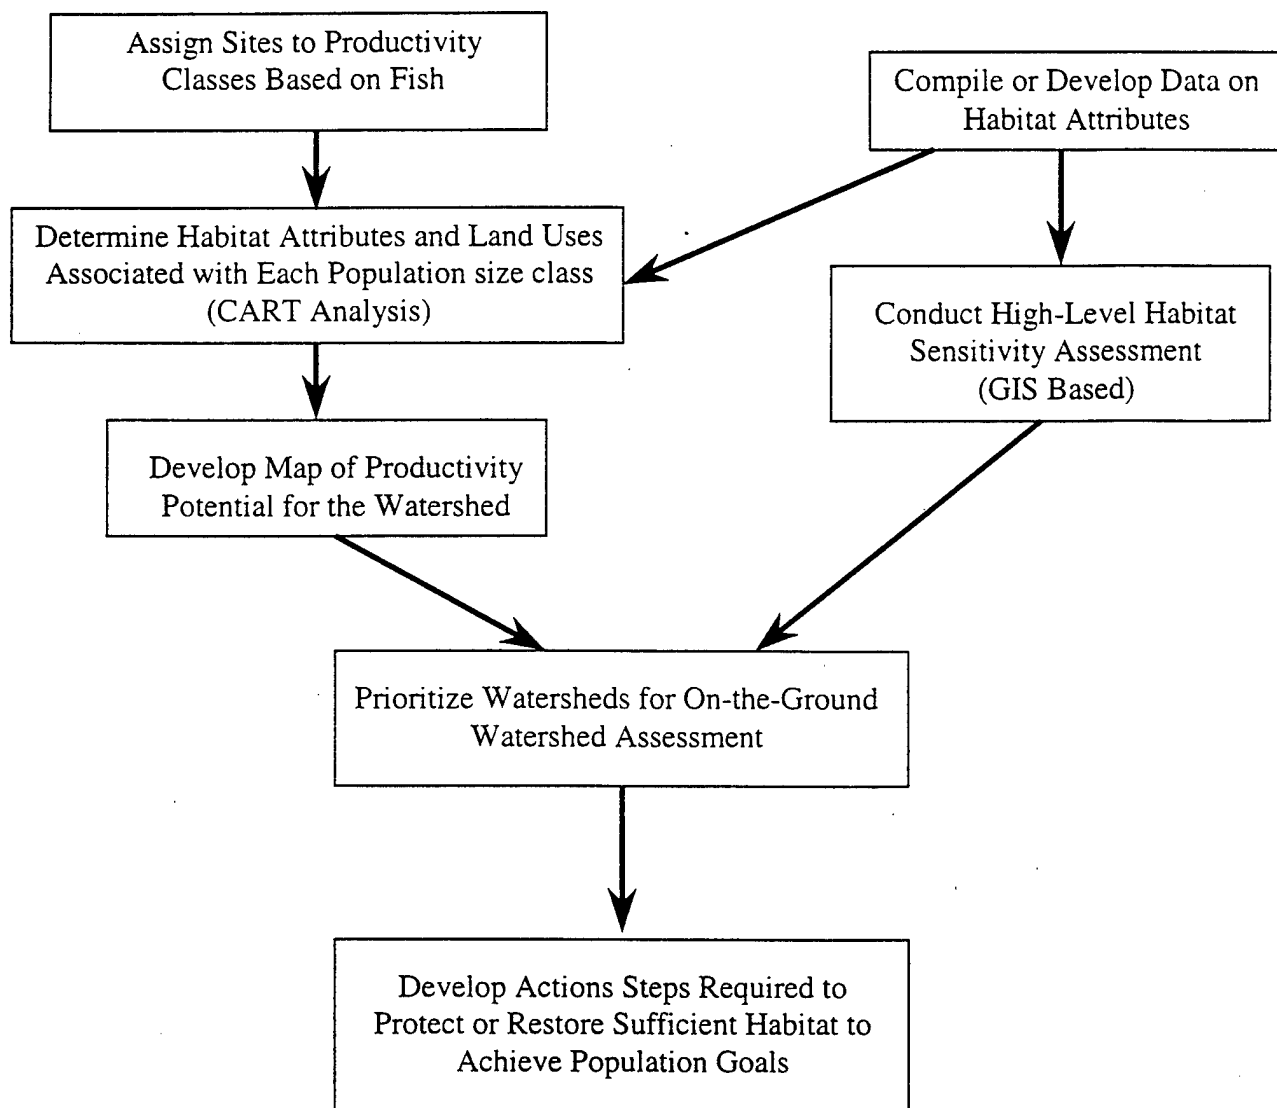 Assign Sites to Productivity
Classes Based on Fish
Compile or Develop Data on
Habitat Attributes
Determine Habitat Attributes and Land Uses
Associated with Each Population size class
(CART Analysis)
Conduct High-Level Habitat
Sensitivity Assessment
(GIS Based)
Develop Map of Productivity
Potential for the Watershed
Prioritize Watersheds for On-the-Ground
Watershed Assessment
Develop Actions Steps Required to
Protect or Restore Sufficient Habitat to
Achieve Population Goals